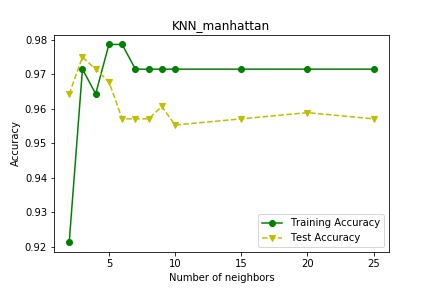 KNN_manhattan
0.98
0.97
0.96
0.95
0.94
0.93
0.92
Accuracy
5
10
15
20
25
Number of neighbors
Training Accuracy
Test Accuracy